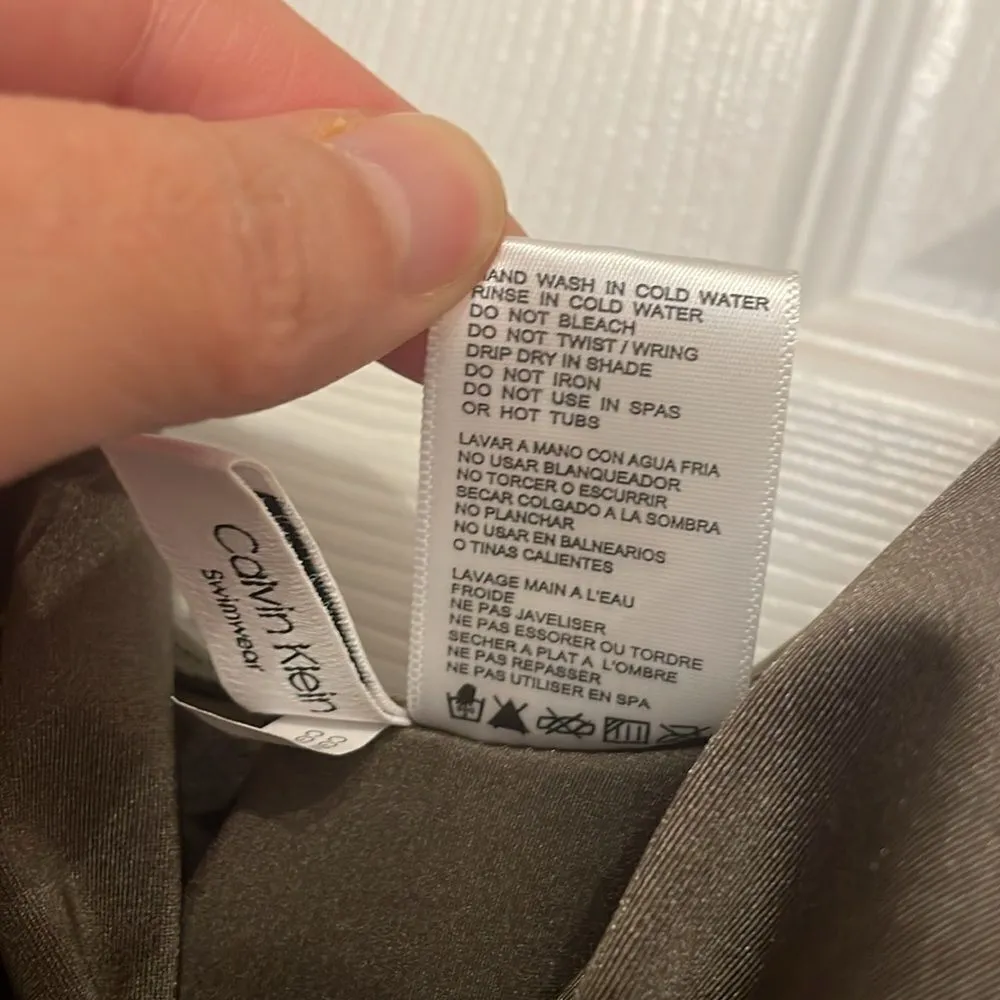 HAND WASH IN COLD WATER
RINSE IN COLD WATER
DO NOT BLEACH
DO NOT TWIST / WRING
DRIP DRY IN SHADE
DO NOT IRON
DO NOT USE IN SPAS
OR HOT TUBS
LAVAR A MANO CON AGUA FRIA
NO USAR BLANQUEADOR
NO TORCER O ESCURRIR
SECAR COLGADO A LA SOMBRA
NO PLANCHAR
NO USAR EN BALNEARIOS
O TINAS CALIENTES
LAVAGE MAIN A L'EAU
FROIDE
NE PAS JAVELISER
NE PAS ESSORER OU TORDRE
SECHER A PLAT A L'OMBRE
NE PAS REPASSER
NE PAS UTILISER EN SPA
Calvin Klein
Swimwear